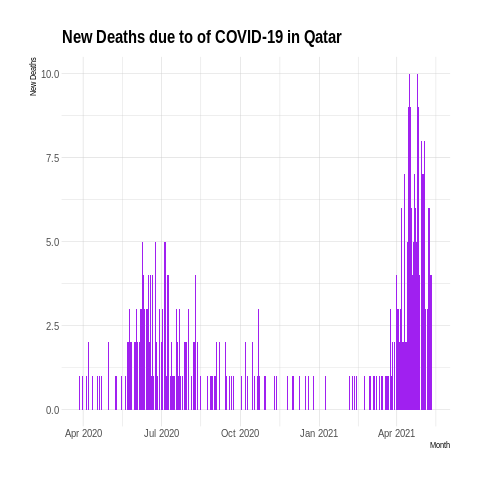 New Deaths due to of COVID-19 in Qatar
New Deaths
10.0
7.5
5.0
2.5
0.0
Apr 2020 Jul 2020 Oct 2020 Jan 2021 Apr 2021
Month